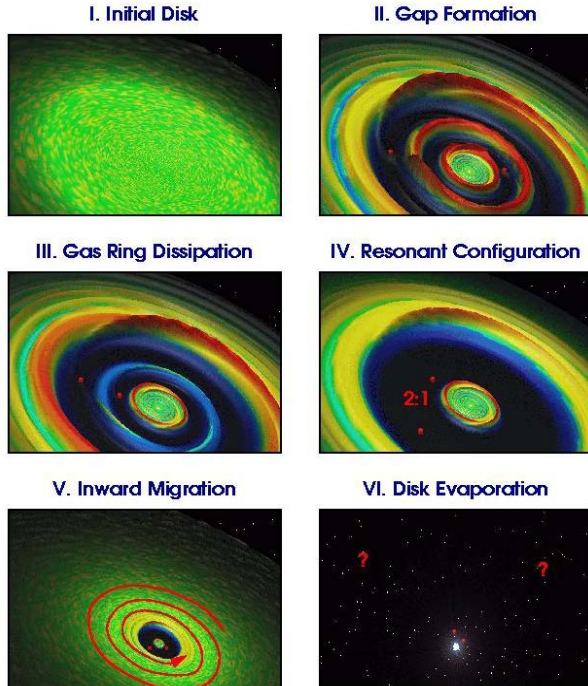 I. Initial Disk
II. Gap Formation
III. Gas Ring Dissipation
IV. Resonant Configuration
2:1
V. Inward Migration
VI. Disk Evaporation
?
?